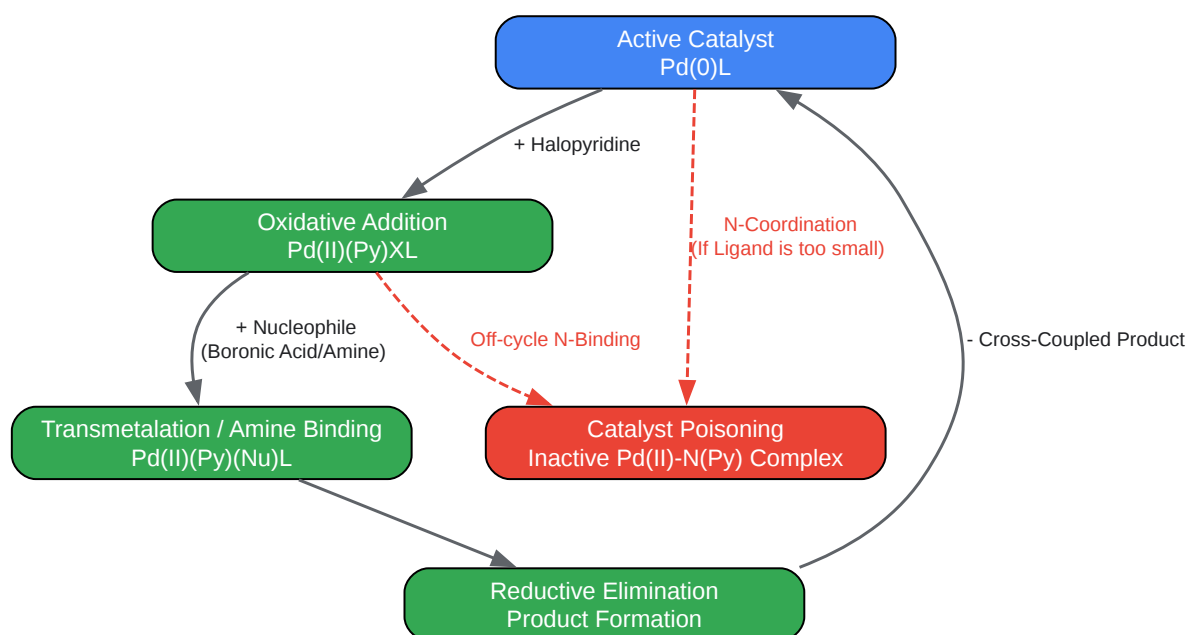 Active Catalyst
Pd(0)L
+ Halopyridine
Oxidative Addition
Pd(II)(Py)XL
N-Coordination
(If Ligand is too small)
+ Nucleophile
(Boronic Acid/Amine)
Off-cycle N-Binding
- Cross-Coupled Product
Transmetalation / Amine Binding
Pd(II)(Py)(Nu)L
Catalyst Poisoning
Inactive Pd(II)-N(Py) Complex
Reductive Elimination
Product Formation